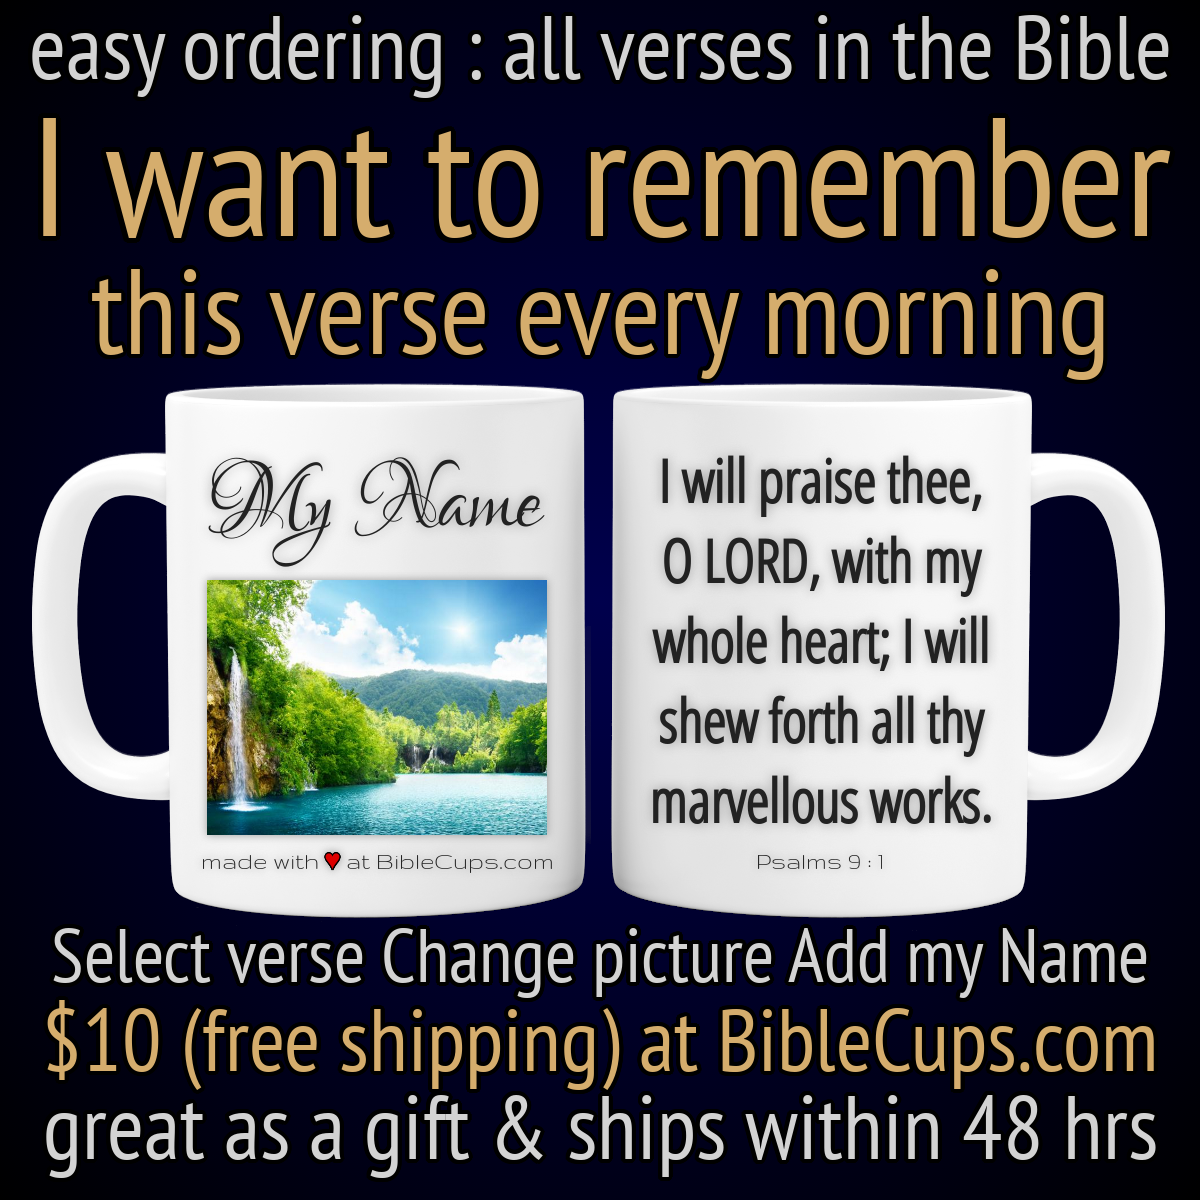 easy ordering : all verses in the Bible
I want to remember
this verse every morning
My Name
made with ♥ at BibleCups.com
I will praise thee,
O LORD, with my
whole heart; I will
shew forth all thy
marvellous works.
Psalms 9 : 1
Select verse Change picture Add my Name
$10 (free shipping) at BibleCups.com
great as a gift & ships within 48 hrs